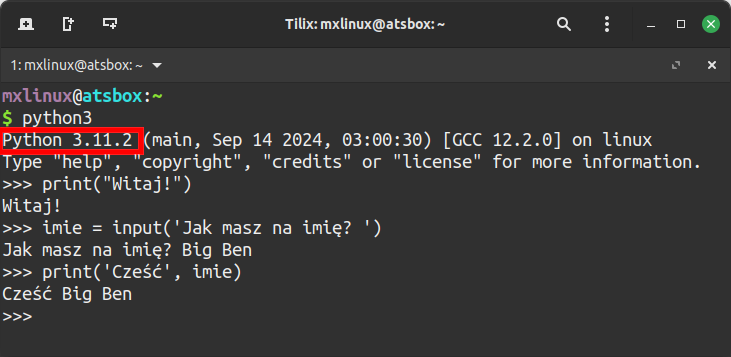 Tilix: mxlinux@atsbox: ~
1: mxlinux@atsbox: ~
mxlinux@atsbox:~
$ python3
Python 3.11.2 (main, Sep 14 2024, 03:00:30) [GCC 12.2.0] on linux
Type "help", "copyright", "credits" or "license" for more information.
>>> print("Witaj!")
Witaj!
>>> imie = input('Jak masz na imię? ')
Jak masz na imię? Big Ben
>>> print('Cześć', imie)
Cześć Big Ben
>>>